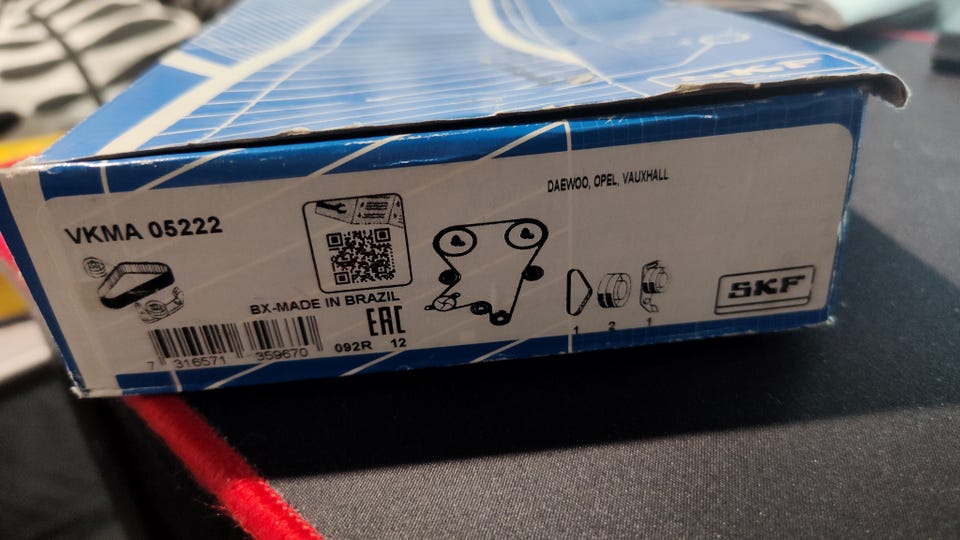 SKF
DAEWOO, OPEL, VAUXHALL
VKMA 05222
BX-MADE IN BRAZIL
EAC
092R 12
7 316571 359670
1 2 1
SKF